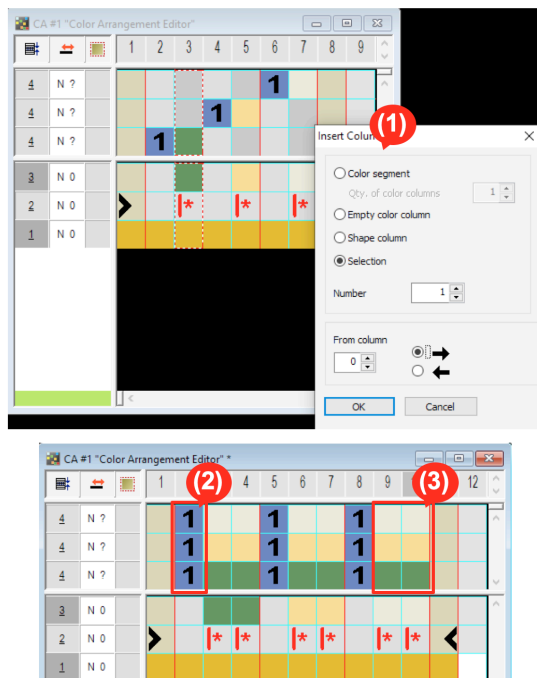 CA #1 "Color Arrangement Editor"
1 2 3 4 5 6 7 8 9
4 N ? 1
4 N ? 1
4 N ? 1
3 N 0
2 N 0 |* |* |*
1 N 0
Insert Colum
(1)
Color segment
Qty. of color columns 1
Empty color column
Shape column
Selection
Number 1
From column
0
OK Cancel
CA #1 "Color Arrangement Editor" *
1 (2) 4 5 6 7 8 9 (3) 12
4 N ? 1 1 1
4 N ? 1 1 1
4 N ? 1 1 1
3 N 0
2 N 0 |* |* |* |* |* |*
1 N 0